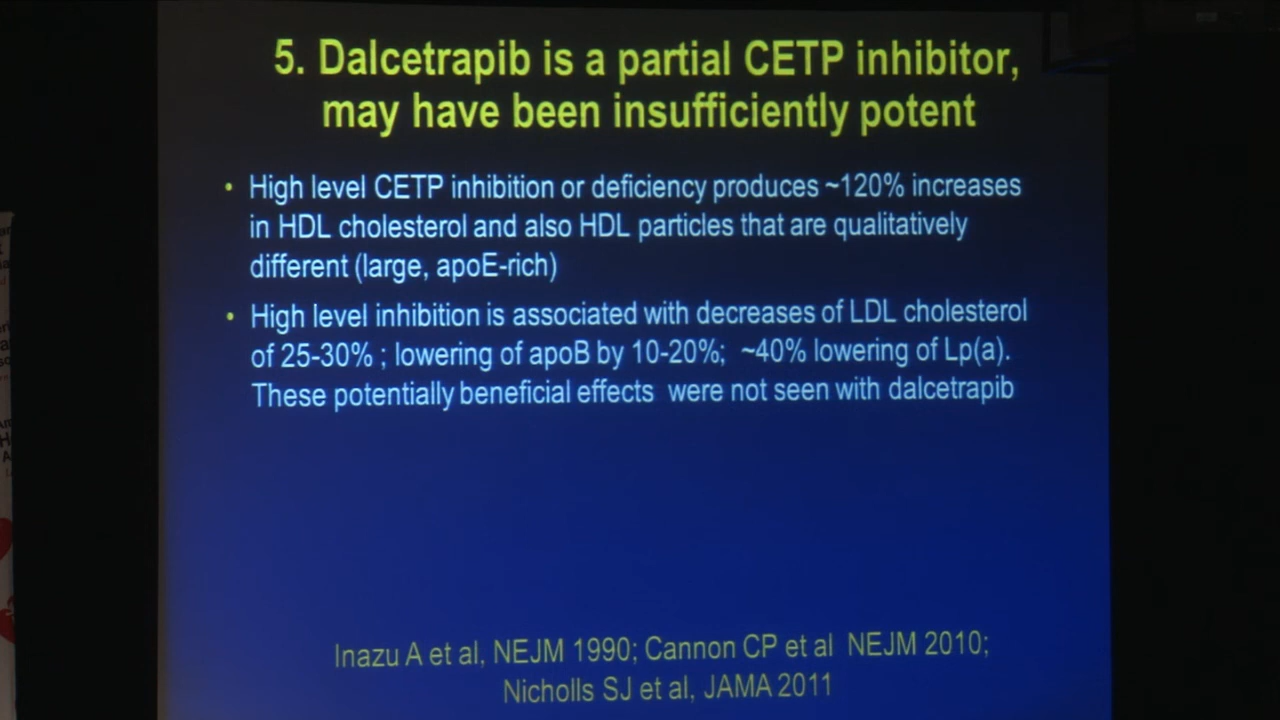 5. Dalcetrapib is a partial CETP inhibitor,
may have been insufficiently potent
• High level CETP inhibition or deficiency produces ~120% increases
in HDL cholesterol and also HDL particles that are qualitatively
different (large, apoE-rich)
• High level inhibition is associated with decreases of LDL cholesterol
of 25-30% ; lowering of apoB by 10-20%; ~40% lowering of Lp(a).
These potentially beneficial effects were not seen with dalcetrapib
Inazu A et al, NEJM 1990; Cannon CP et al NEJM 2010;
Nicholls SJ et al, JAMA 2011